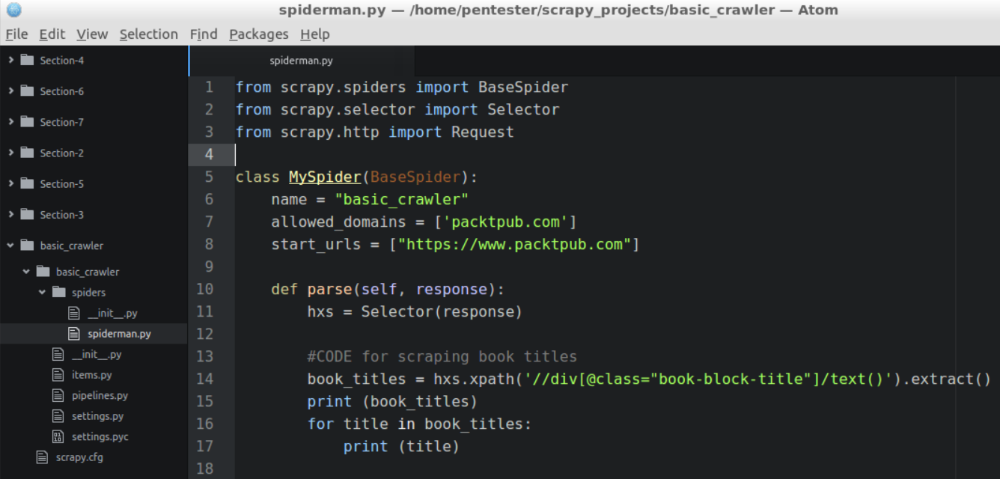 spiderman.py — /home/pentester/scrapy_projects/basic_crawler — Atom
File Edit View Selection Find Packages Help
Section-4
Section-6
Section-7
Section-2
Section-5
Section-3
basic_crawler
basic_crawler
spiders
__init__.py
spiderman.py
__init__.py
items.py
pipelines.py
settings.py
settings.pyc
scrapy.cfg
spiderman.py
1 from scrapy.spiders import BaseSpider
2 from scrapy.selector import Selector
3 from scrapy.http import Request
4
5 class MySpider(BaseSpider):
6     name = "basic_crawler"
7     allowed_domains = ['packtpub.com']
8     start_urls = ["https://www.packtpub.com"]
9
10     def parse(self, response):
11         hxs = Selector(response)
12
13         #CODE for scraping book titles
14         book_titles = hxs.xpath('//div[@class="book-block-title"]/text()').extract()
15         print (book_titles)
16         for title in book_titles:
17             print (title)
18